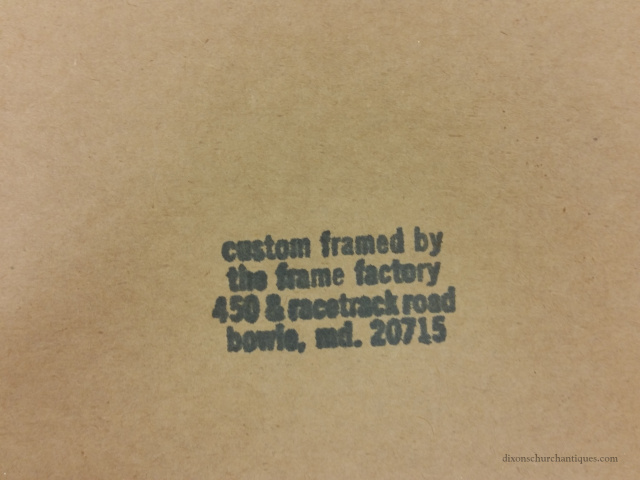 custom framed by
the frame factory
450 & racetrack road
bowie, md. 20715
dixonschurchantiques.com